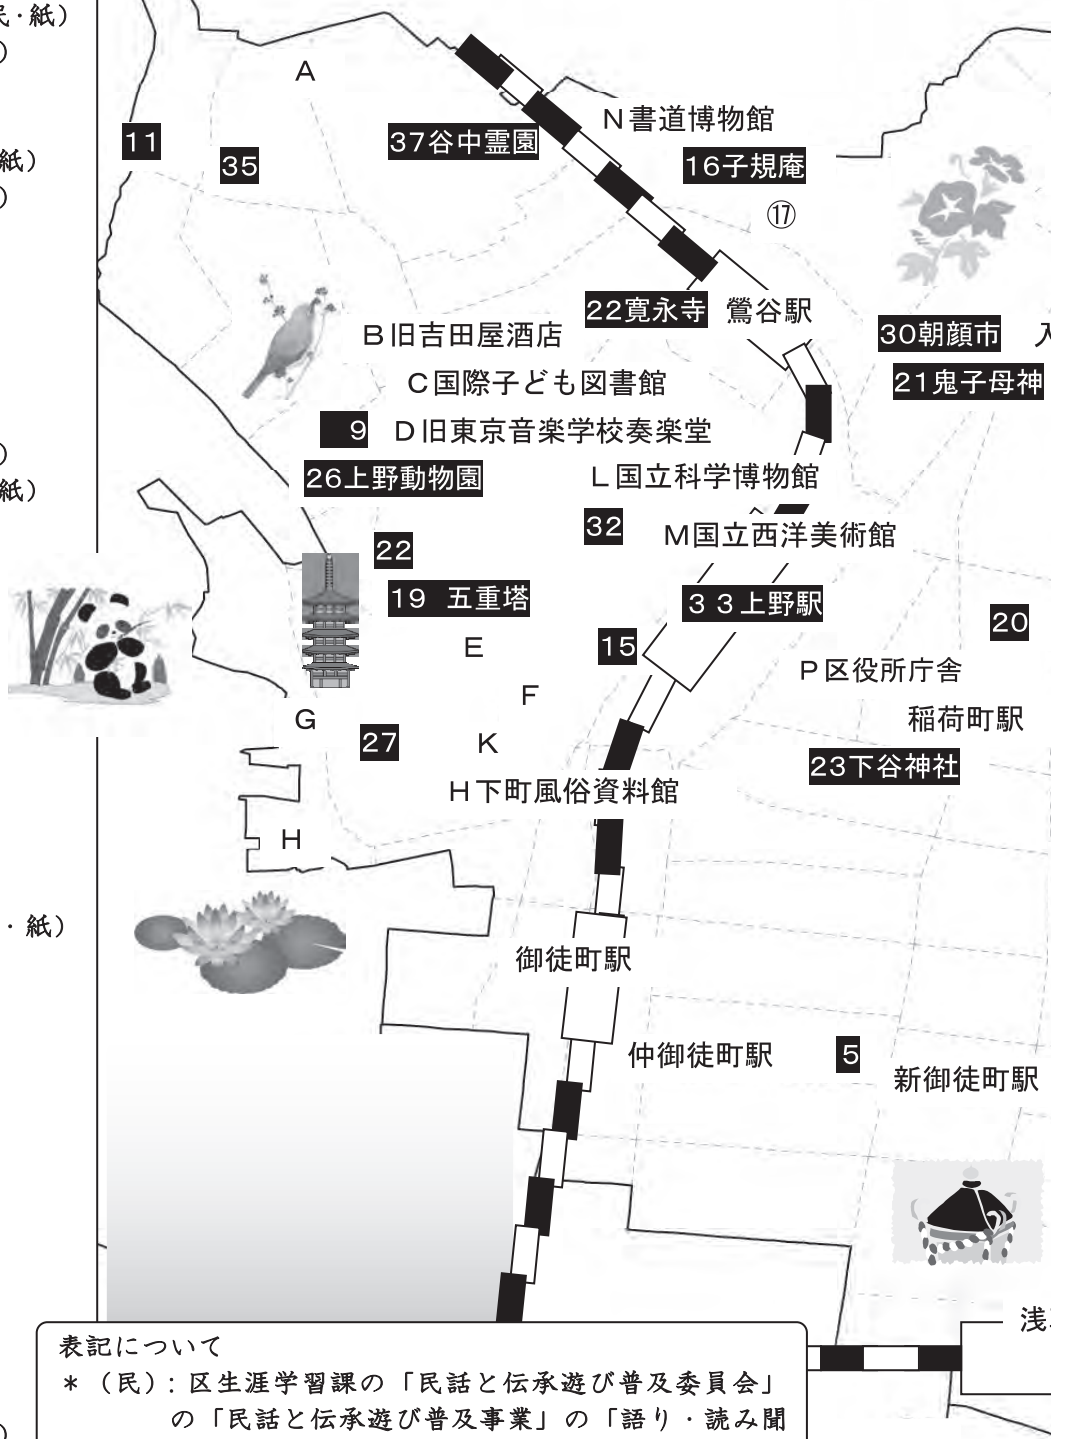 民・紙）
）
A
N書道博物館
11
37谷中霊園
紙）
35
16子規庵
）
⑰
22寛永寺
鶯谷駅
B旧吉田屋酒店
30朝顔市
入
C国際子ども図書館
21鬼子母神
9
D旧東京音楽学校奏楽堂
）
26上野動物園
L国立科学博物館
紙）
32
M国立西洋美術館
22
19 五重塔
３３上野駅
20
15
E
P区役所庁舎
F
G
稲荷町駅
27
K
23下谷神社
H下町風俗資料館
H
・紙）
御徒町駅
仲御徒町駅
5
新御徒町駅
浅
表記について
＊（民）：区生涯学習課の「民話と伝承遊び普及委員会」
の「民話と伝承遊び普及事業」の「語り・読み聞
）